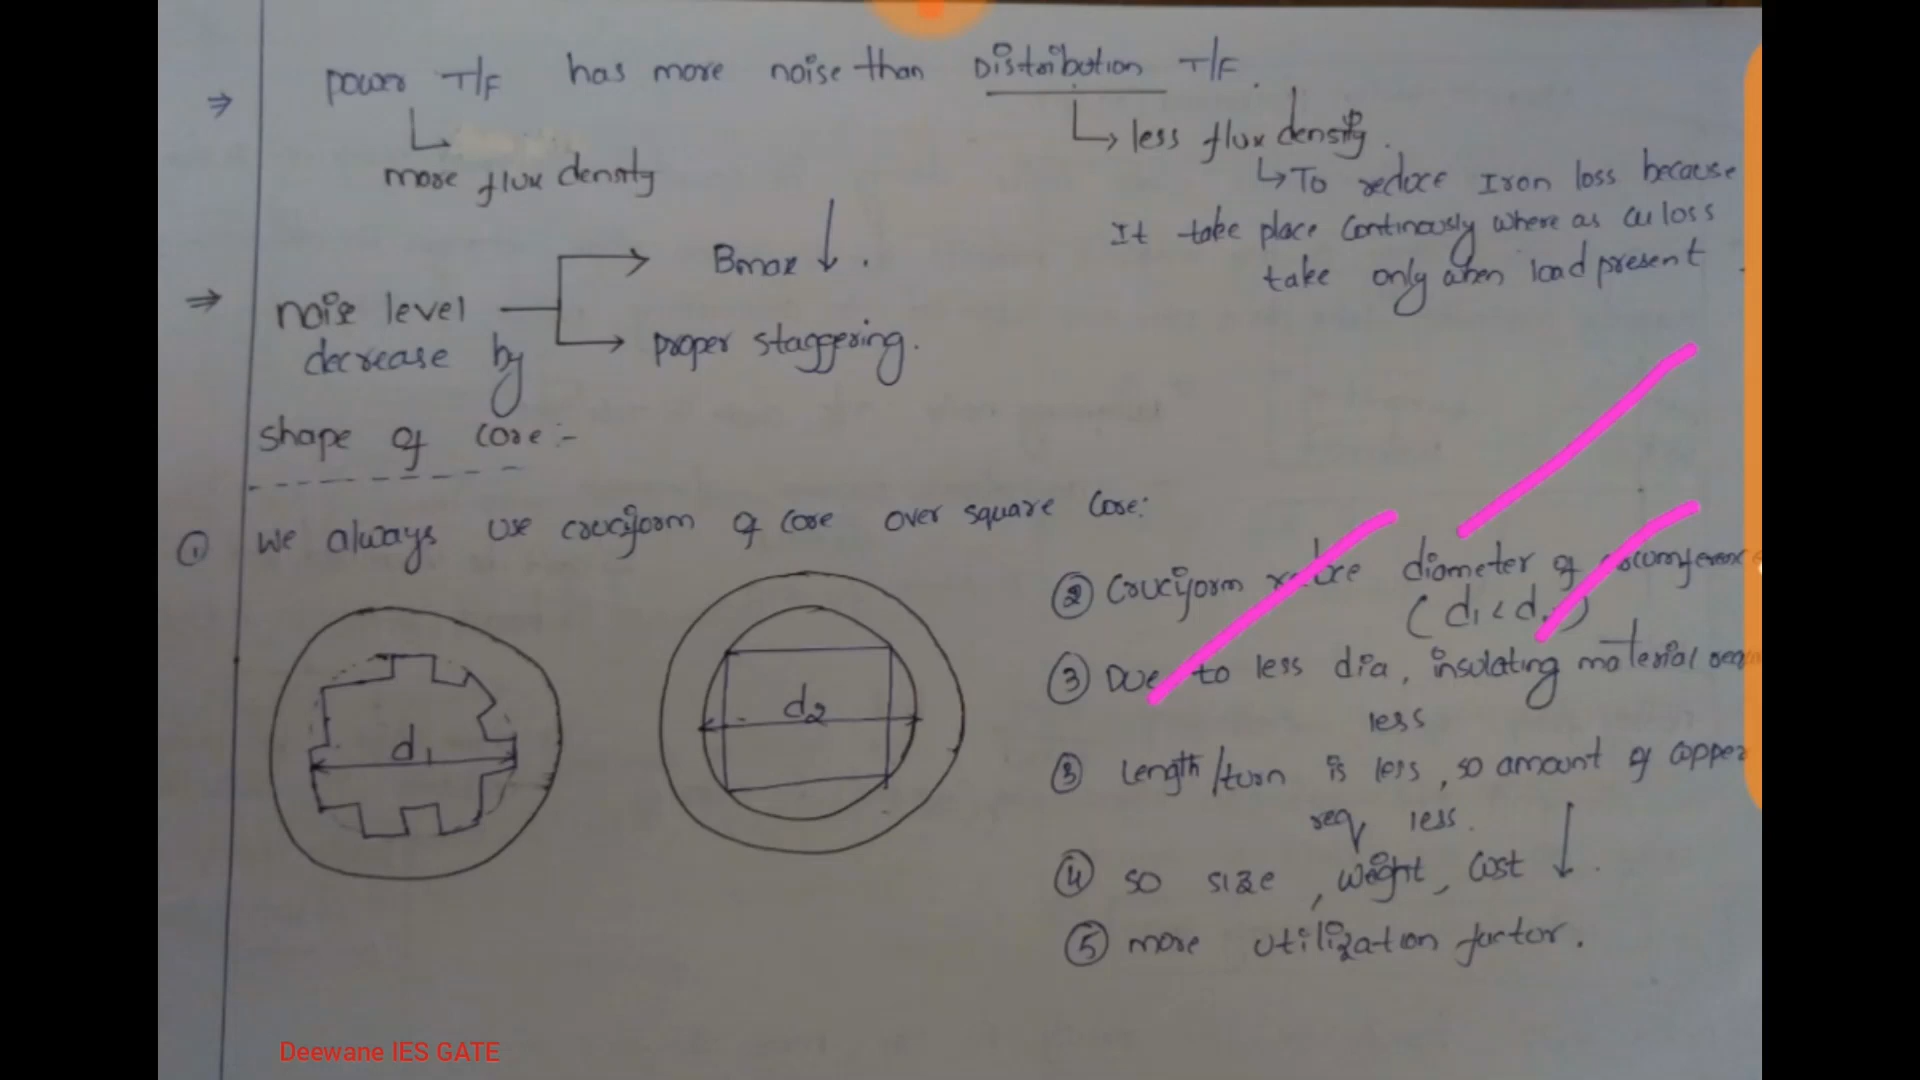 ⇒ power T/F has more noise than Distribution T/F.
↳ more flux density
↳ less flux density.
↳ To reduce Iron loss because
It take place continously where as cu loss
take only when load present.
⇒ noise level
decrease by
Bmax ↓.
proper staggering.
shape of core:-
① We always use cruciform of core over square core:
d1
d2
② Cruciform reduce diameter of
(d1 < d
③ Due to less dia, insulating material
less
③ Length/turn is less, so amount of copper
req less.
④ so size, weight, cost ↓.
⑤ more utilization factor.
Deewane IES GATE